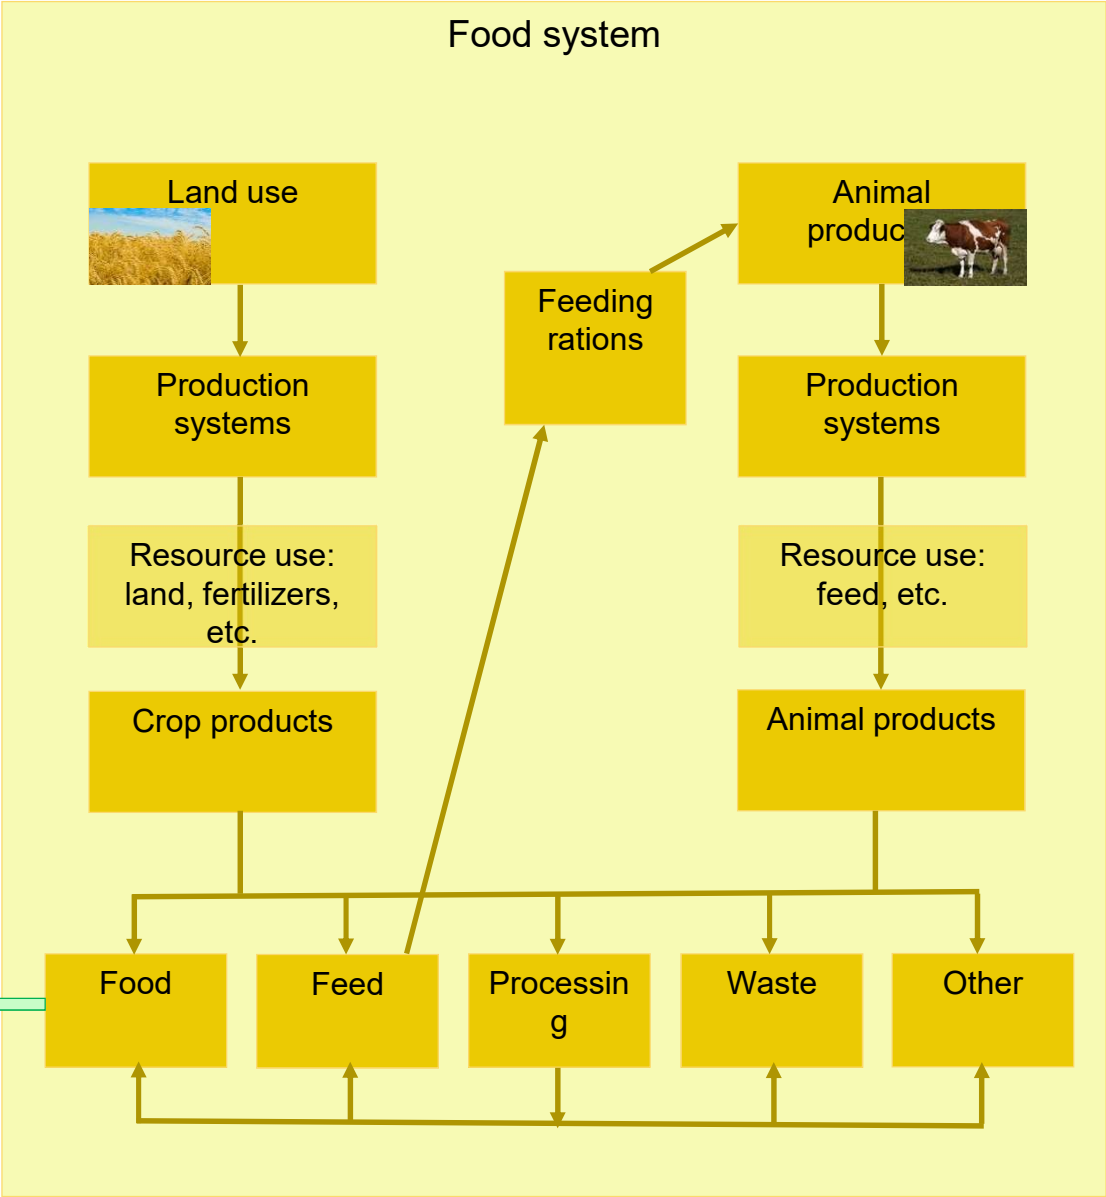 Food system
Land use
Animal
produc
Feeding
rations
Production
systems
Production
systems
Resource use:
land, fertilizers,
etc.
Resource use:
feed, etc.
Crop products
Animal products
Food
Feed
Processin
g
Waste
Other